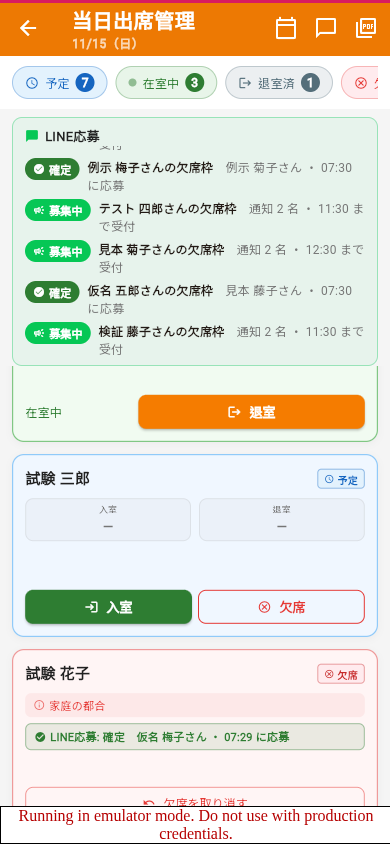 当日出席管理
11/15（日）
PDF
予定 7
在室中 3
退室済 1
LINE応募
受付
確定 例示 梅子さんの欠席枠 例示 菊子さん ・ 07:30
に応募
募集中 テスト 四郎さんの欠席枠 通知 2 名 ・ 11:30 ま
で受付
募集中 見本 菊子さんの欠席枠 通知 2 名 ・ 12:30 まで
受付
確定 仮名 五郎さんの欠席枠 見本 藤子さん ・ 07:30
に応募
募集中 検証 藤子さんの欠席枠 通知 2 名 ・ 11:30 まで
受付
在室中 退室
試験 三郎 予定
入室 退室
– –
入室 欠席
試験 花子 欠席
家庭の都合
LINE応募: 確定 仮名 梅子さん ・ 07:29 に応募
欠席を取り消す
Running in emulator mode. Do not use with production
credentials.